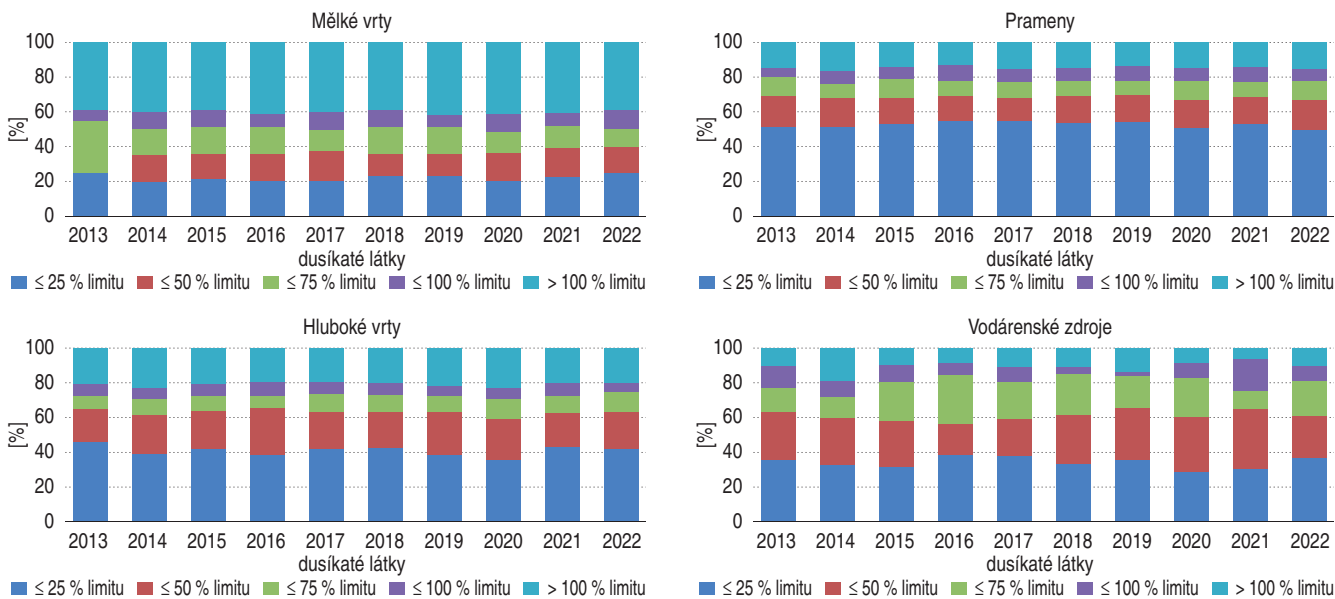 Mělké vrty
100
80
60
40
20
0
[%]
2013 2014 2015 2016 2017 2018 2019 2020 2021 2022
dusíkaté látky
≤ 25 % limitu ≤ 50 % limitu ≤ 75 % limitu ≤ 100 % limitu > 100 % limitu
Prameny
100
80
60
40
20
0
[%]
2013 2014 2015 2016 2017 2018 2019 2020 2021 2022
dusíkaté látky
≤ 25 % limitu ≤ 50 % limitu ≤ 75 % limitu ≤ 100 % limitu > 100 % limitu
Hluboké vrty
100
80
60
40
20
0
[%]
2013 2014 2015 2016 2017 2018 2019 2020 2021 2022
dusíkaté látky
≤ 25 % limitu ≤ 50 % limitu ≤ 75 % limitu ≤ 100 % limitu > 100 % limitu
Vodárenské zdroje
100
80
60
40
20
0
[%]
2013 2014 2015 2016 2017 2018 2019 2020 2021 2022
dusíkaté látky
≤ 25 % limitu ≤ 50 % limitu ≤ 75 % limitu ≤ 100 % limitu > 100 % limitu